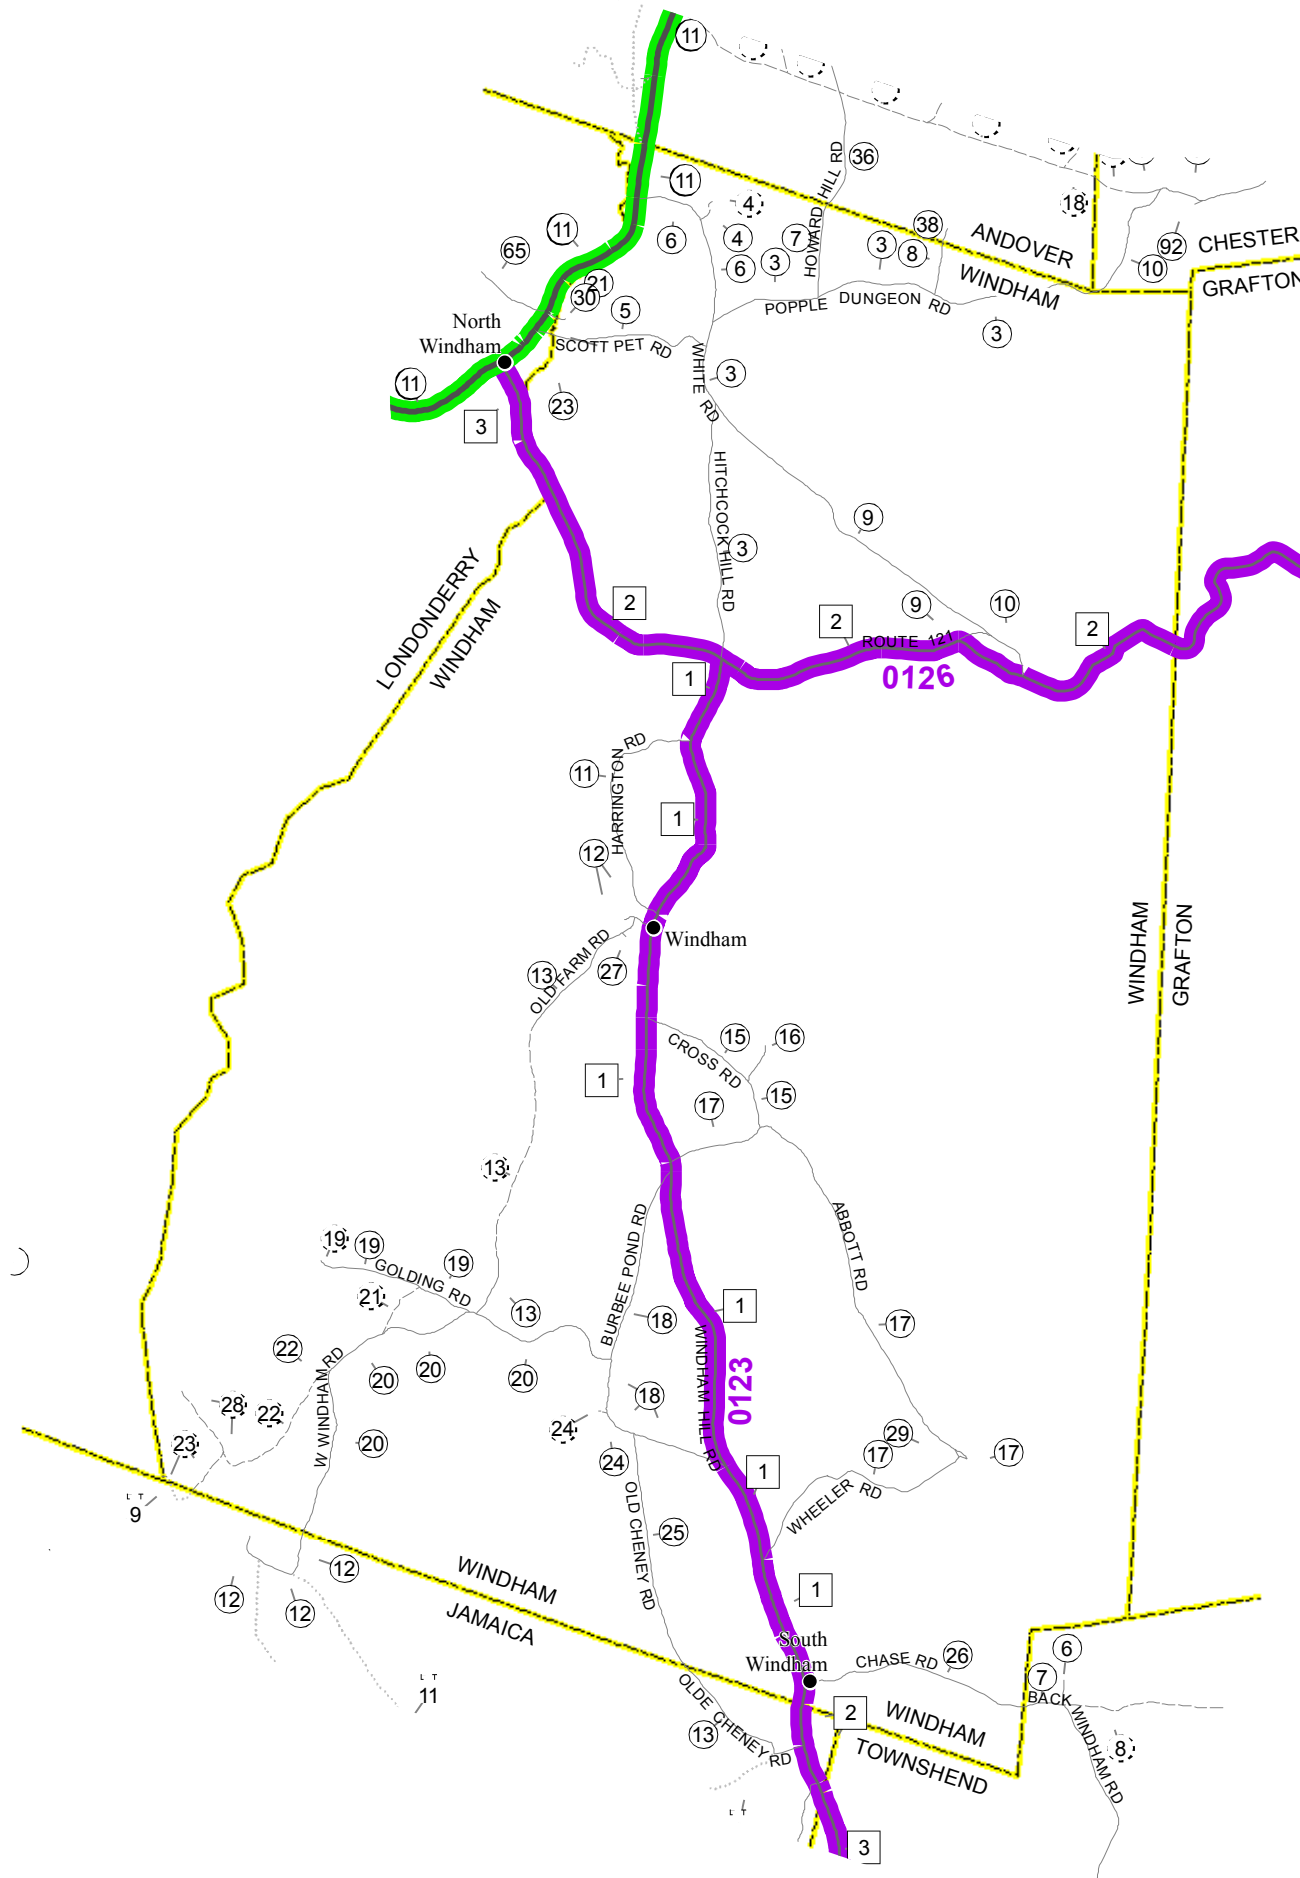 11
36
11
4
18
ANDOVER
CHESTER
38
4
7
HOWARD HILL RD
3
8
92
11
65
6
6
3
10
WINDHAM
GRAFTON
21
30
5
POPPLE DUNGEON RD
3
North
Windham
SCOTT PET RD
WHITE RD
3
11
23
3
HITCHCOCK HILL RD
3
9
LONDONDERRY
WINDHAM
2
9
10
2
ROUTE 121
2
0126
1
HARRINGTON RD
11
1
12
Windham
WINDHAM
GRAFTON
OLD FARM RD
13
27
CROSS RD
15
16
1
15
17
13
ABBOTT RD
BURBEE POND RD
19
19
19
GOLDING RD
21
13
18
1
17
22
W WINDHAM RD
20
20
20
WINDHAM HILL RD
0123
18
28
22
24
23
20
24
29
17
17
1
L T
9
WHEELER RD
OLD CHENEY RD
25
12
12
12
WINDHAM
JAMAICA
1
South
Windham
CHASE RD
26
6
7
BACK WINDHAM RD
L T
11
OLDE CHENEY RD
13
2
WINDHAM
TOWNSHEND
8
L T
3